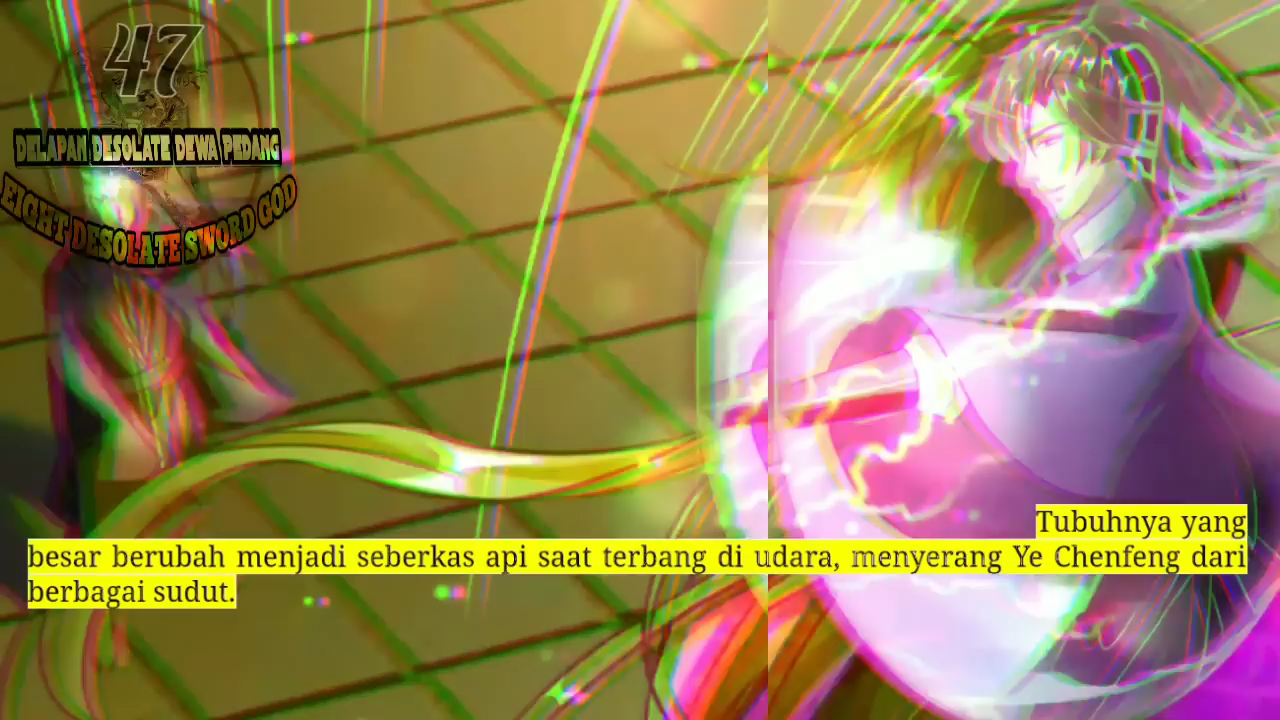 47
DELAPAN DESOLATE DEWA PEDANG
EIGHT DESOLATE SWORD GOD
Tubuhnya yang
besar berubah menjadi seberkas api saat terbang di udara, menyerang Ye Chenfeng dari
berbagai sudut.